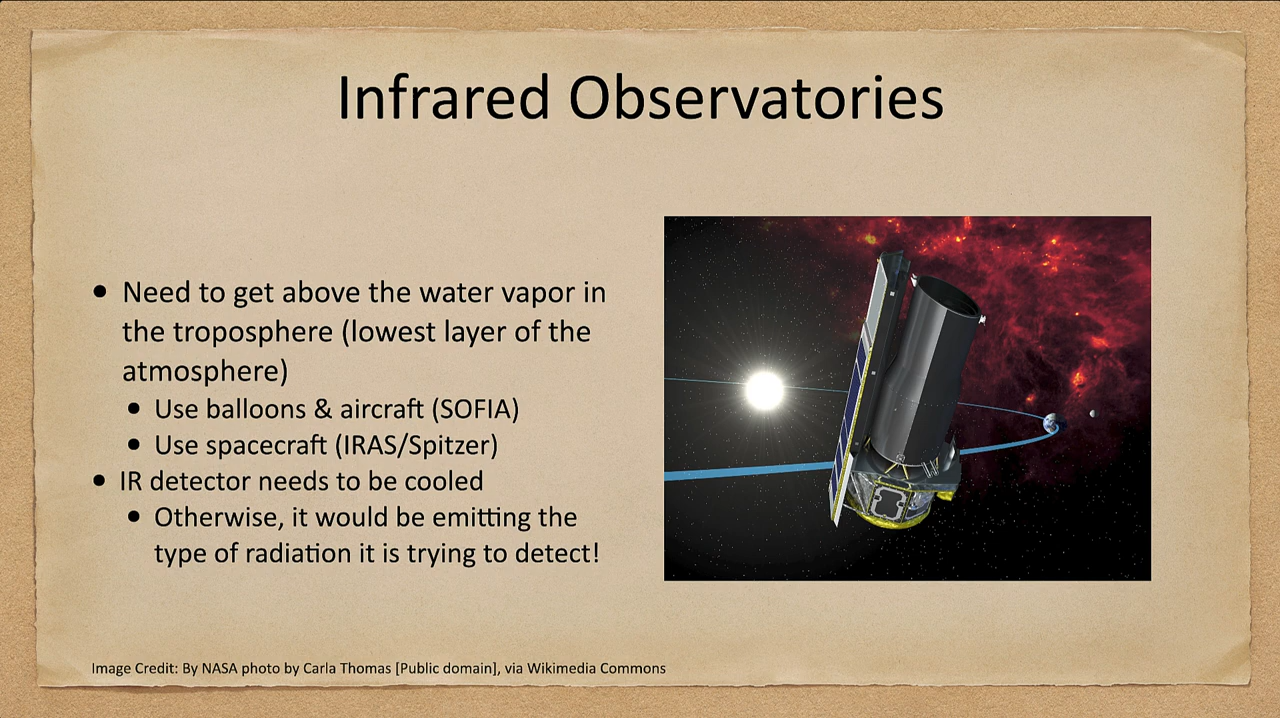 Infrared Observatories
• Need to get above the water vapor in
the troposphere (lowest layer of the
atmosphere)
• Use balloons & aircraft (SOFIA)
• Use spacecraft (IRAS/Spitzer)
• IR detector needs to be cooled
• Otherwise, it would be emitting the
type of radiation it is trying to detect!
Image Credit: By NASA photo by Carla Thomas [Public domain], via Wikimedia Commons